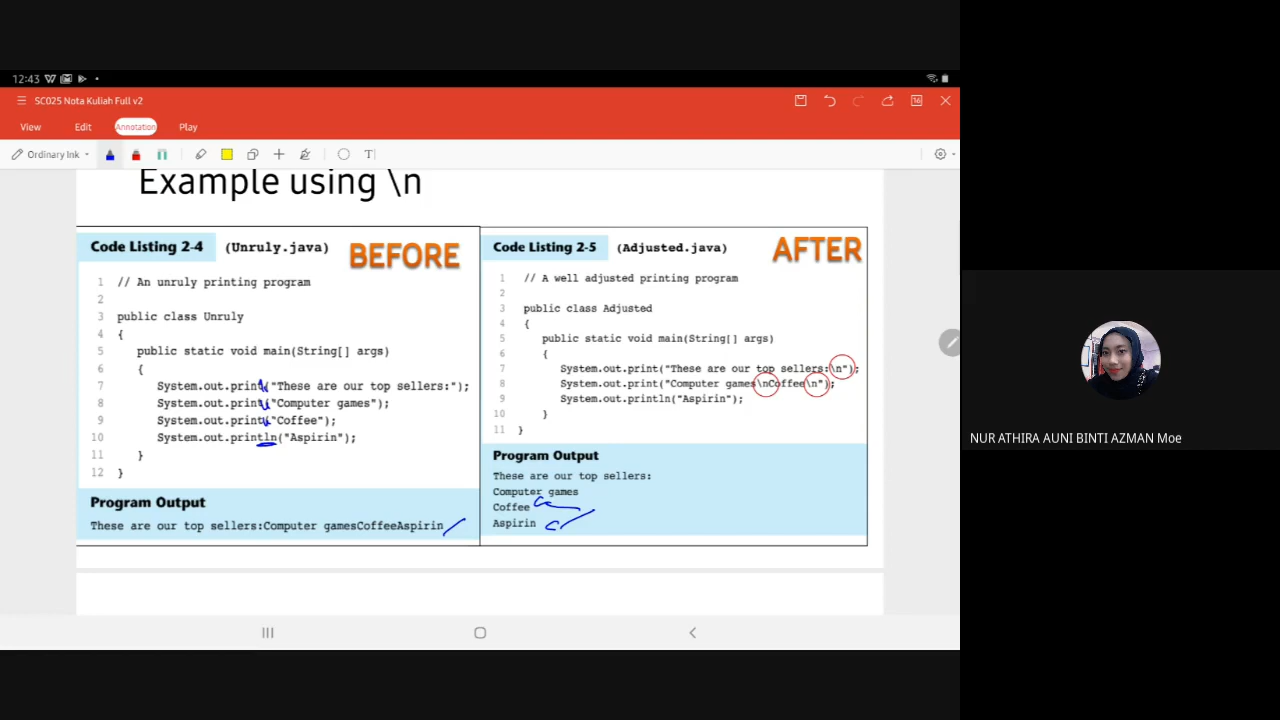 12:43
SC025 Nota Kuliah Full v2
16
View Edit Annotation Play
Ordinary Ink
T
Example using \n
Code Listing 2-4 (Unruly.java) BEFORE
1 // An unruly printing program
2
3 public class Unruly
4 {
5 public static void main(String[] args)
6 {
7 System.out.print("These are our top sellers:");
8 System.out.print("Computer games");
9 System.out.print("Coffee");
10 System.out.println("Aspirin");
11 }
12 }
Program Output
These are our top sellers:Computer gamesCoffeeAspirin
Code Listing 2-5 (Adjusted.java) AFTER
1 // A well adjusted printing program
2
3 public class Adjusted
4 {
5 public static void main(String[] args)
6 {
7 System.out.print("These are our top sellers:\n");
8 System.out.print("Computer games\nCoffee\n");
9 System.out.println("Aspirin");
10 }
11 }
Program Output
These are our top sellers:
Computer games
Coffee
Aspirin
NUR ATHIRA AUNI BINTI AZMAN Moe